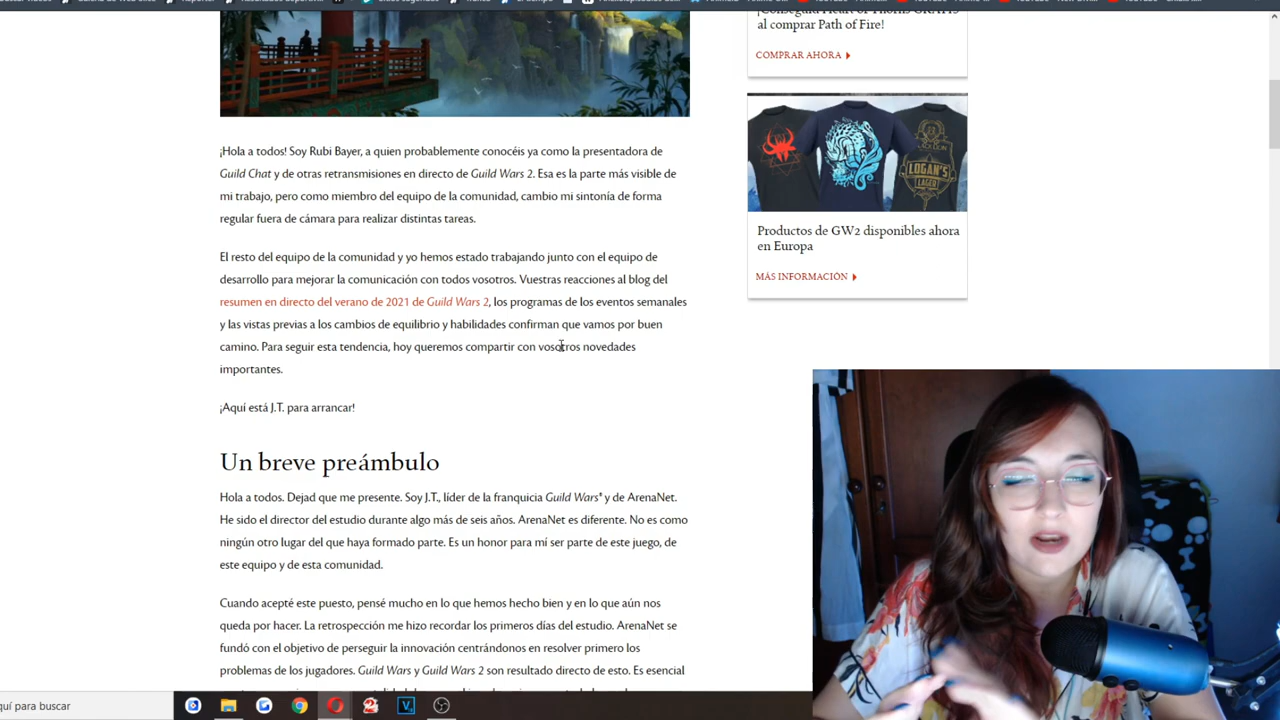 ¡Conseguid Heart of Thorns GRATIS
al comprar Path of Fire!
COMPRAR AHORA
LOGAN'S
LAGER
Productos de GW2 disponibles ahora
en Europa
MÁS INFORMACIÓN
¡Hola a todos! Soy Rubi Bayer, a quien probablemente conocéis ya como la presentadora de
Guild Chat y de otras retransmisiones en directo de Guild Wars 2. Esa es la parte más visible de
mi trabajo, pero como miembro del equipo de la comunidad, cambio mi sintonía de forma
regular fuera de cámara para realizar distintas tareas.
El resto del equipo de la comunidad y yo hemos estado trabajando junto con el equipo de
desarrollo para mejorar la comunicación con todos vosotros. Vuestras reacciones al blog del
resumen en directo del verano de 2021 de Guild Wars 2, los programas de los eventos semanales
y las vistas previas a los cambios de equilibrio y habilidades confirman que vamos por buen
camino. Para seguir esta tendencia, hoy queremos compartir con vosotros novedades
importantes.
¡Aquí está J.T. para arrancar!
Un breve preámbulo
Hola a todos. Dejad que me presente. Soy J.T., líder de la franquicia Guild Wars® y de ArenaNet.
He sido el director del estudio durante algo más de seis años. ArenaNet es diferente. No es como
ningún otro lugar del que haya formado parte. Es un honor para mí ser parte de este juego, de
este equipo y de esta comunidad.
Cuando acepté este puesto, pensé mucho en lo que hemos hecho bien y en lo que aún nos
queda por hacer. La retrospección me hizo recordar los primeros días del estudio. ArenaNet se
fundó con el objetivo de perseguir la innovación centrándonos en resolver primero los
problemas de los jugadores. Guild Wars y Guild Wars 2 son resultado directo de esto. Es esencial
quí para buscar